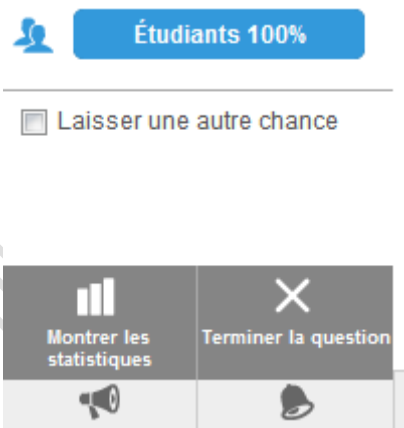 Étudiants 100%
Laisser une autre chance
Montrer les
statistiques
Terminer la question